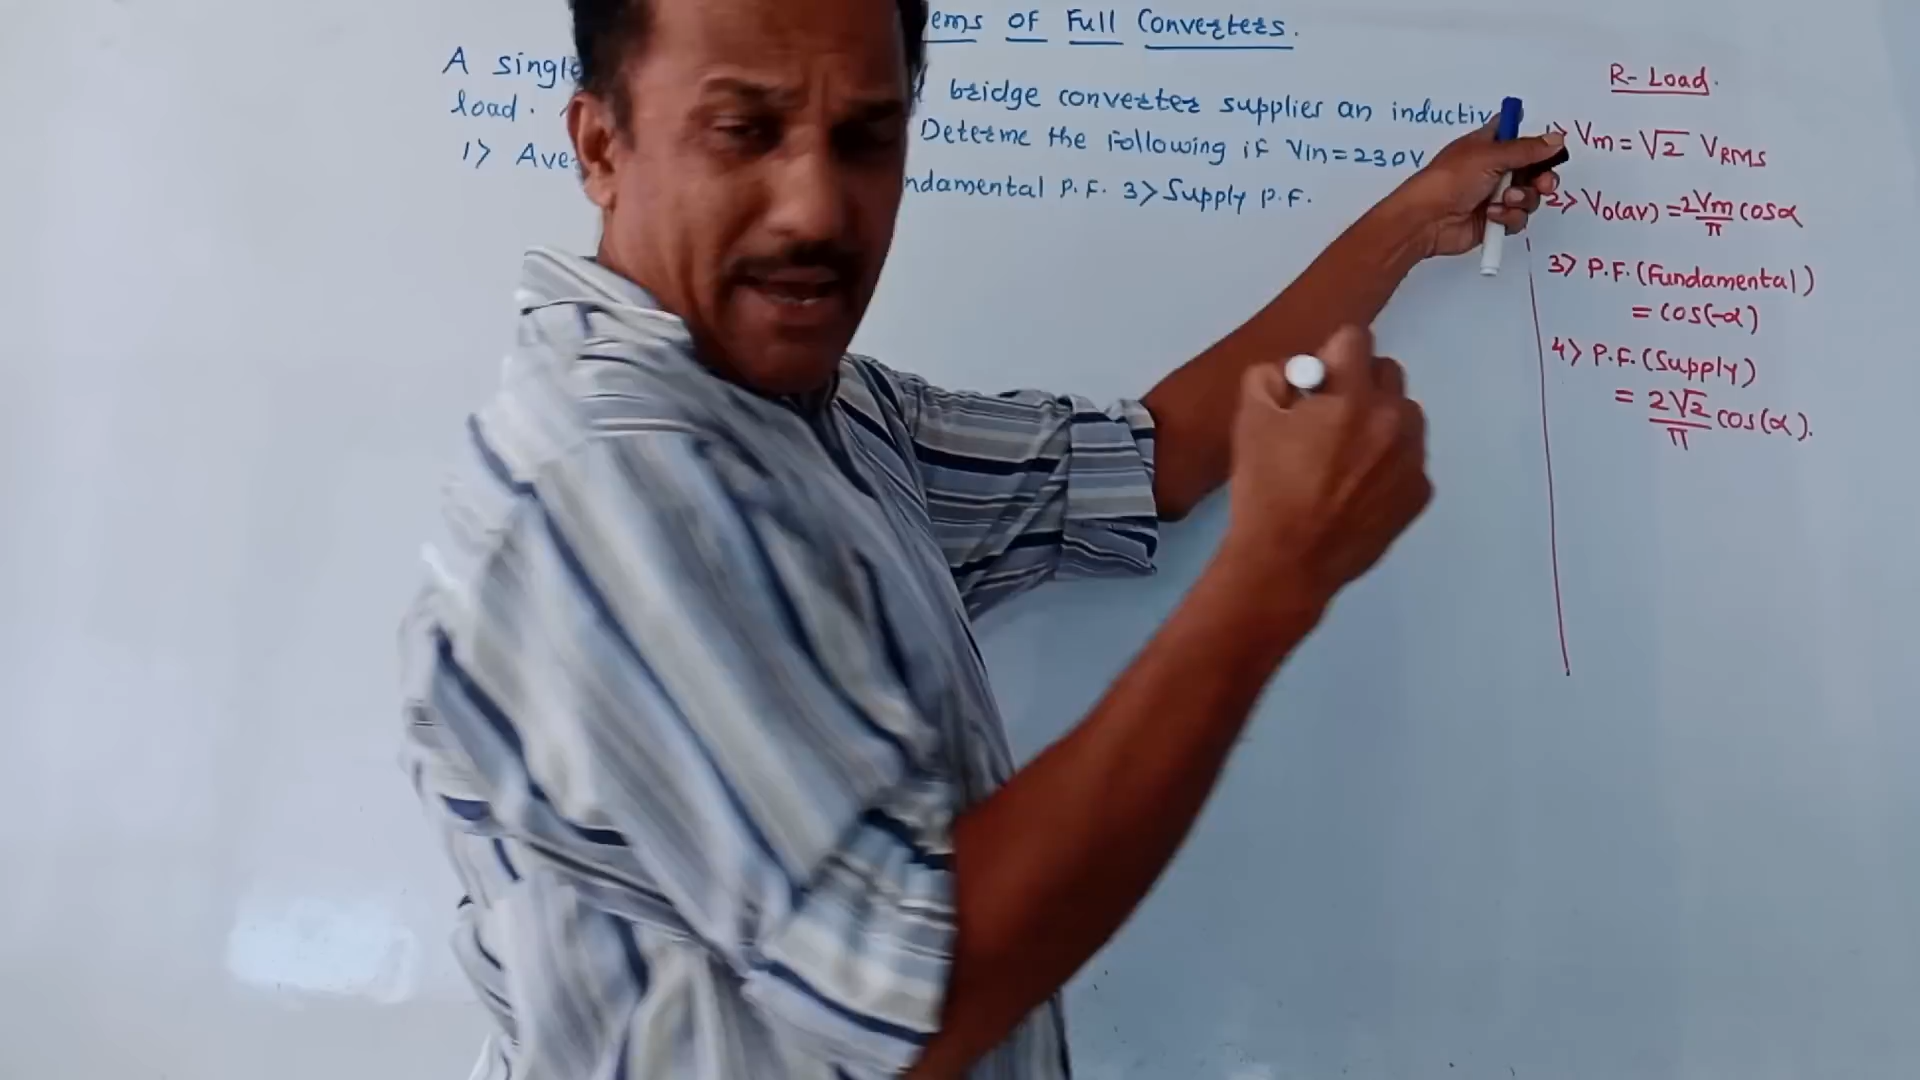 ems OF Full Converters.
A single
bridge converter supplies an inductiv
load.
Determe the following if Vin=230V
1> Ave
ndamental P.F. 3> Supply P.F.
R-Load.
1> Vm = √2 VRMS
2> Vo(av) = 2Vm/π cosα
3> P.F. (Fundamental)
= cos(-α)
4> P.F. (Supply)
= 2√2/π cos(α).